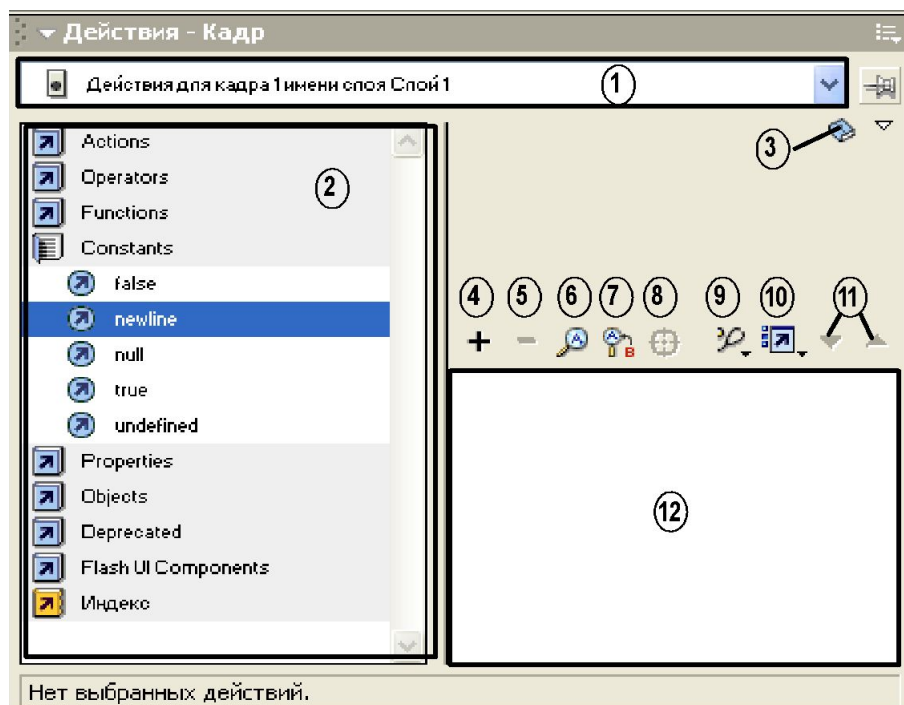 Действия - Кадр
Действия для кадра 1 имени слоя Слой 1
1
3
Actions
Operators
2
Functions
Constants
false
newline
null
true
undefined
Properties
Objects
Deprecated
Flash UI Components
Индекс
4 5 6 7 8 9 10 11
+ −
A A B
12
Нет выбранных действий.